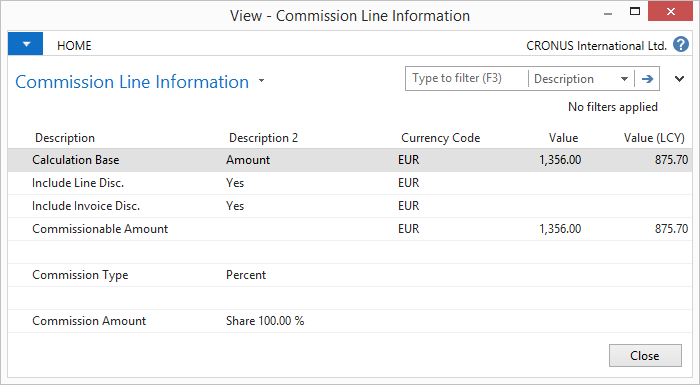 View - Commission Line Information
HOME
CRONUS International Ltd. ?
Commission Line Information
Type to filter (F3) Description
No filters applied
Description Description 2 Currency Code Value Value (LCY)
Calculation Base Amount EUR 1,356.00 875.70
Include Line Disc. Yes EUR
Include Invoice Disc. Yes EUR
Commissionable Amount EUR 1,356.00 875.70
Commission Type Percent
Commission Amount Share 100.00 %
Close